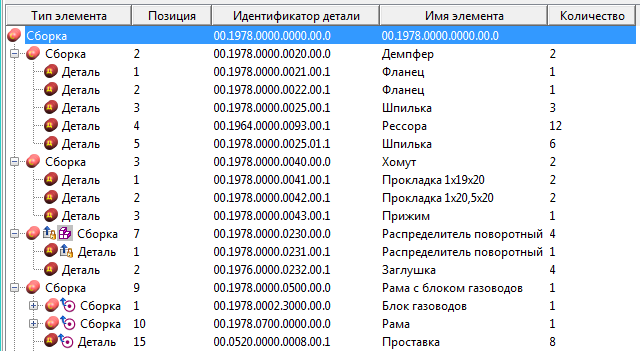 Тип элемента Позиция Идентификатор детали Имя элемента Количество
Сборка 00.1978.0000.0000.00.0 00.1978.0000.0000.00.0
Сборка 2 00.1978.0000.0020.00.0 Демпфер 2
Деталь 1 00.1978.0000.0021.00.1 Фланец 1
Деталь 2 00.1978.0000.0022.00.1 Фланец 1
Деталь 3 00.1978.0000.0025.00.1 Шпилька 3
Деталь 4 00.1964.0000.0093.00.1 Рессора 12
Деталь 5 00.1978.0000.0025.01.1 Шпилька 6
Сборка 3 00.1978.0000.0040.00.0 Хомут 2
Деталь 1 00.1978.0000.0041.00.1 Прокладка 1x19x20 2
Деталь 2 00.1978.0000.0042.00.1 Прокладка 1x20,5x20 2
Деталь 3 00.1978.0000.0043.00.1 Прижим 1
Сборка 7 00.1978.0000.0230.00.0 Распределитель поворотный 4
Деталь 1 00.1978.0000.0231.00.1 Распределитель поворотный 1
Деталь 2 00.1976.0000.0232.00.1 Заглушка 4
Сборка 9 00.1978.0000.0500.00.0 Рама с блоком газоводов 1
Сборка 1 00.1978.0002.3000.00.0 Блок газоводов 1
Сборка 10 00.1978.0700.0000.00.0 Рама 1
Деталь 15 00.0520.0000.0008.00.1 Проставка 8